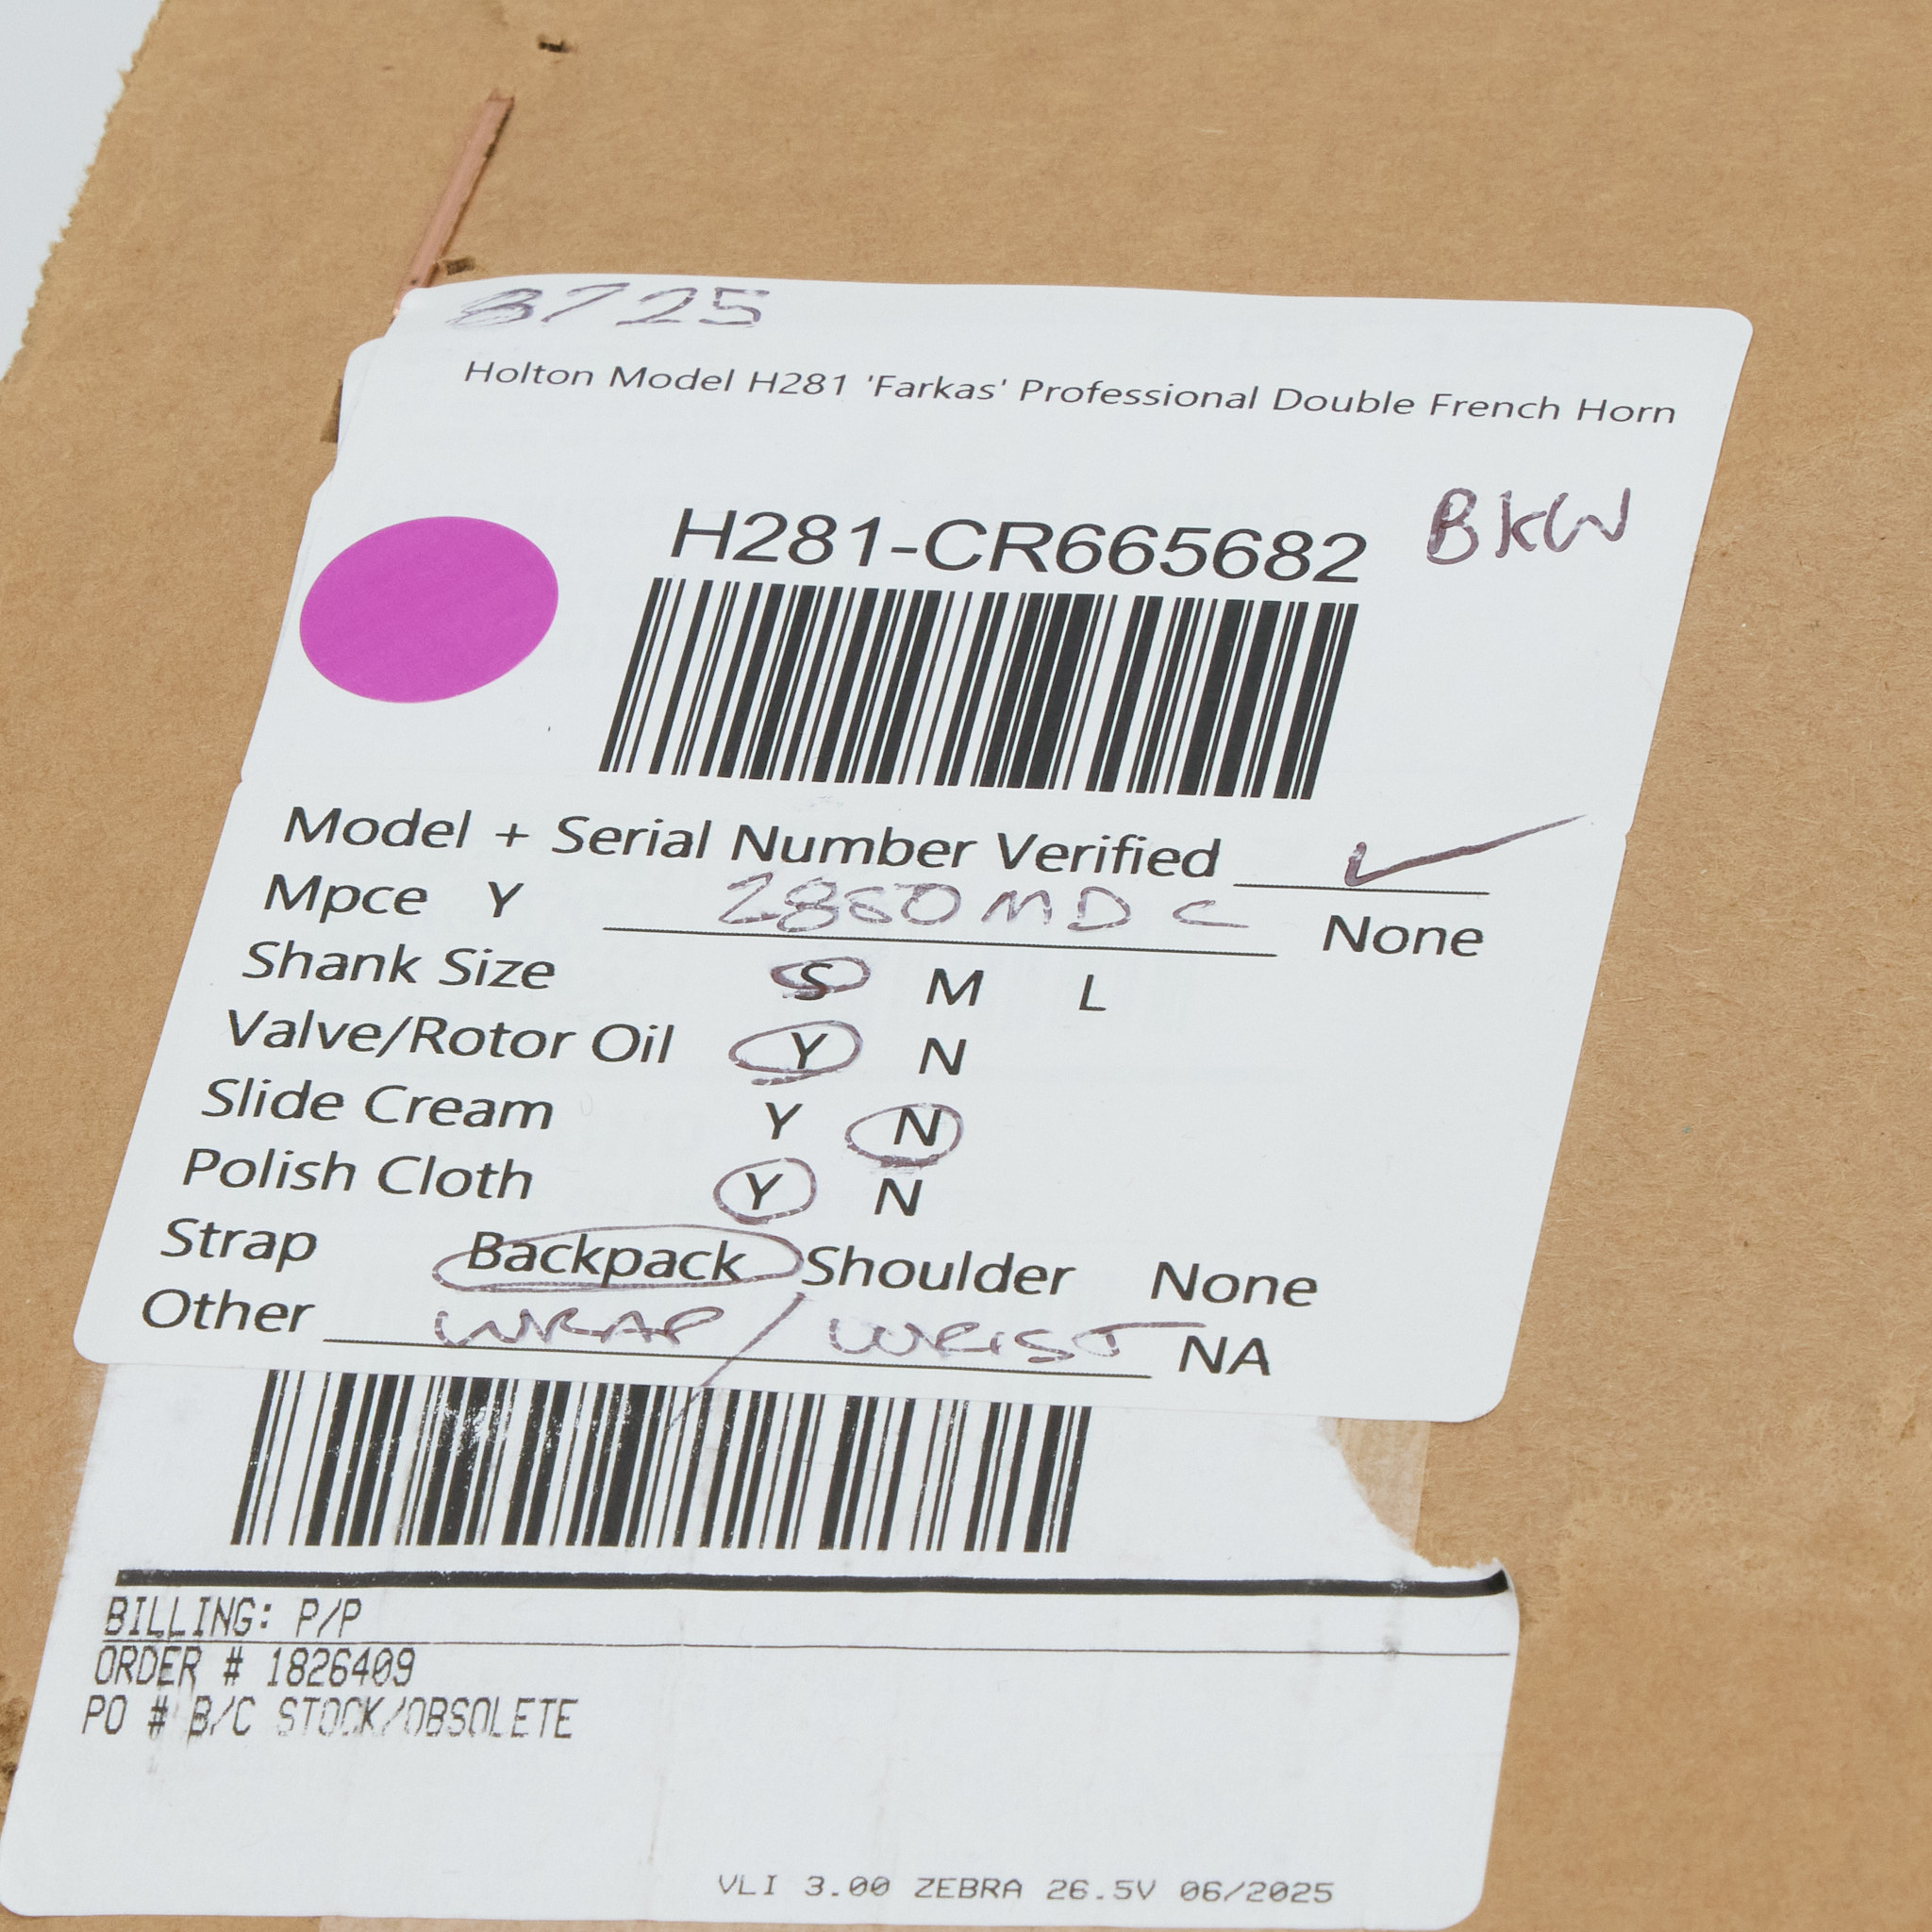 8725
Holton Model H281 'Farkas' Professional Double French Horn
H281-CR665682 BKW
Model + Serial Number Verified ✓
Mpce Y 2850MDC None
Shank Size S M L
Valve/Rotor Oil Y N
Slide Cream Y N
Polish Cloth Y N
Strap Backpack Shoulder None
Other WRAP / WRIST NA
BILLING: P/P
ORDER # 1826409
PO # B/C STOCK/OBSOLETE
VLI 3.00 ZEBRA 26.5V 06/2025